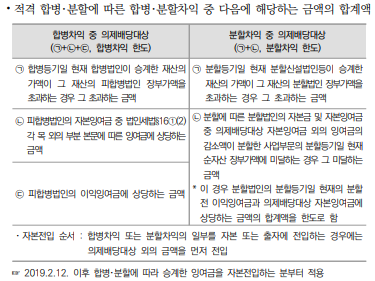 • 적격 합병·분할에 따른 합병·분할차익 중 다음에 해당하는 금액의 합계액
합병차익 중 의제배당대상
(㉠+㉡+㉢, 합병차익 한도)
㉠ 합병등기일 현재 합병법인이 승계한 재산의
가액이 그 재산의 피합병법인 장부가액을
초과하는 경우 그 초과하는 금액
㉡ 피합병법인의 자본잉여금 중 법인세법§16①(2)
각 목 외의 부분 본문에 따른 잉여금에 상당하는
금액
㉢ 피합병법인의 이익잉여금에 상당하는 금액
분할차익 중 의제배당대상
(㉠+㉡, 분할차익 한도)
㉠ 분할등기일 현재 분할신설법인등이 승계한
재산의 가액이 그 재산의 분할법인 장부가액을
초과하는 경우 그 초과하는 금액
㉡ 분할에 따른 분할법인의 자본금 및 자본잉여금
중 의제배당대상 자본잉여금 외의 잉여금의
감소액이 분할한 사업부문의 분할등기일 현재
순자산 장부가액에 미달하는 경우 그 미달하는
금액
* 이 경우 분할법인의 분할등기일 현재의 분할
전 이익잉여금과 의제배당대상 자본잉여금에
상당하는 금액의 합계액을 한도로 함
· 자본전입 순서 : 합병차익 또는 분할차익의 일부를 자본 또는 출자에 전입하는 경우에는
의제배당대상 외의 금액을 먼저 전입
☞ 2019.2.12. 이후 합병·분할에 따라 승계한 잉여금을 자본전입하는 분부터 적용